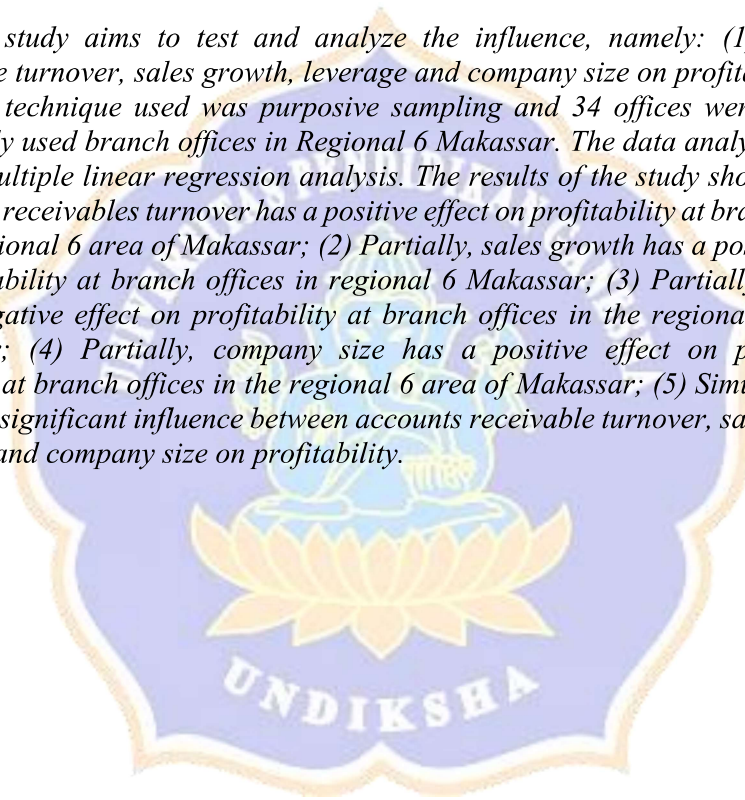 study aims to test and analyze the influence, namely: (1
e turnover, sales growth, leverage and company size on profita
technique used was purposive sampling and 34 offices wer
ly used branch offices in Regional 6 Makassar. The data analy
ultiple linear regression analysis. The results of the study sho
receivables turnover has a positive effect on profitability at bra
ional 6 area of Makassar; (2) Partially, sales growth has a po
ability at branch offices in regional 6 Makassar; (3) Partially
gative effect on profitability at branch offices in the regional
; (4) Partially, company size has a positive effect on p
at branch offices in the regional 6 area of Makassar; (5) Simu
significant influence between accounts receivable turnover, sa
and company size on profitability.
UNDIKSHA